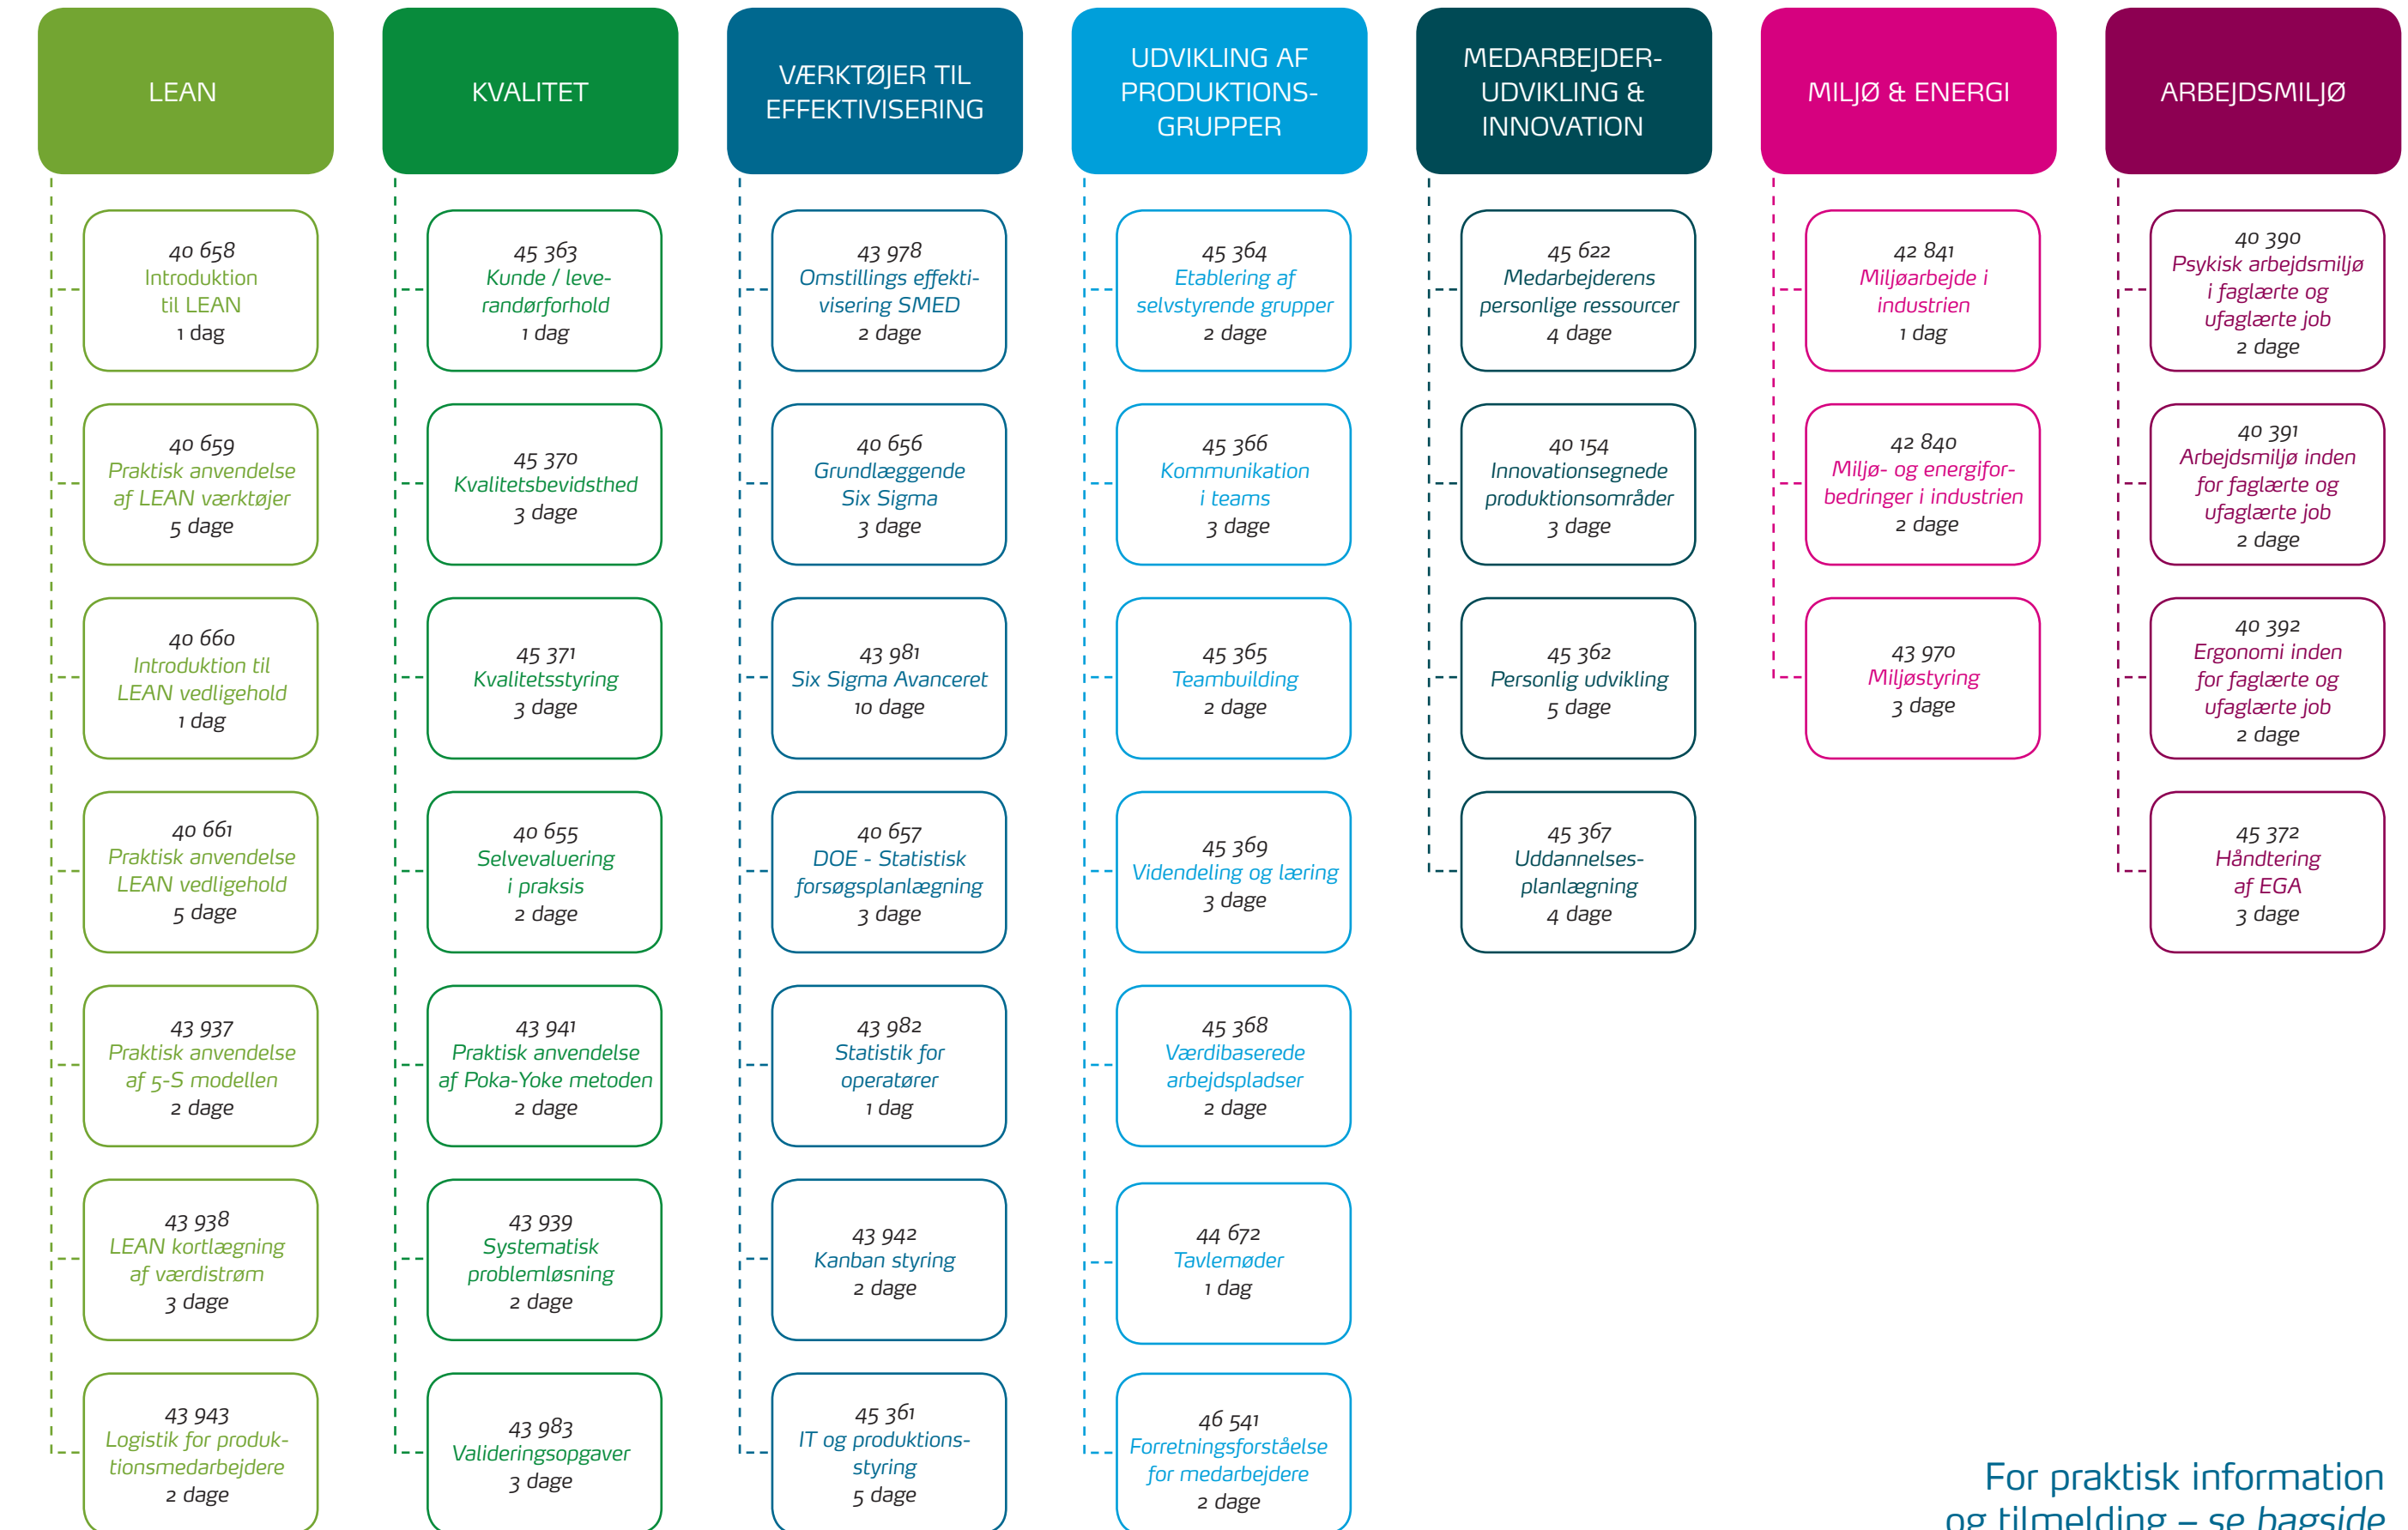 LEAN
40 658
Introduktion
til LEAN
1 dag
40 659
Praktisk anvendelse
af LEAN værktøjer
5 dage
40 660
Introduktion til
LEAN vedligehold
1 dag
40 661
Praktisk anvendelse
LEAN vedligehold
5 dage
43 937
Praktisk anvendelse
af 5-S modellen
2 dage
43 938
LEAN kortlægning
af værdistrøm
3 dage
43 943
Logistik for produk-
tionsmedarbejdere
2 dage
KVALITET
45 363
Kunde / leve-
randørforhold
1 dag
45 370
Kvalitetsbevidsthed
3 dage
45 371
Kvalitetsstyring
3 dage
40 655
Selvevaluering
i praksis
2 dage
43 941
Praktisk anvendelse
af Poka-Yoke metoden
2 dage
43 939
Systematisk
problemløsning
2 dage
43 983
Valideringsopgaver
3 dage
VÆRKTØJER TIL
EFFEKTIVISERING
43 978
Omstillings effekti-
visering SMED
2 dage
40 656
Grundlæggende
Six Sigma
3 dage
43 981
Six Sigma Avanceret
10 dage
40 657
DOE - Statistisk
forsøgsplanlægning
3 dage
43 982
Statistik for
operatører
1 dag
43 942
Kanban styring
2 dage
45 361
IT og produktions-
styring
5 dage
UDVIKLING AF
PRODUKTIONS-
GRUPPER
45 364
Etablering af
selvstyrende grupper
2 dage
45 366
Kommunikation
i teams
3 dage
45 365
Teambuilding
2 dage
45 369
Videndeling og læring
3 dage
45 368
Værdibaserede
arbejdspladser
2 dage
44 672
Tavlemøder
1 dag
46 541
Forretningsforståelse
for medarbejdere
2 dage
MEDARBEJDER-
UDVIKLING &
INNOVATION
45 622
Medarbejderens
personlige ressourcer
4 dage
40 154
Innovationsegnede
produktionsområder
3 dage
45 362
Personlig udvikling
5 dage
45 367
Uddannelses-
planlægning
4 dage
MILJØ & ENERGI
42 841
Miljøarbejde i
industrien
1 dag
42 840
Miljø- og energifor-
bedringer i industrien
2 dage
43 970
Miljøstyring
3 dage
ARBEJDSMILJØ
40 390
Psykisk arbejdsmiljø
i faglærte og
ufaglærte job
2 dage
40 391
Arbejdsmiljø inden
for faglærte og
ufaglærte job
2 dage
40 392
Ergonomi inden
for faglærte og
ufaglærte job
2 dage
45 372
Håndtering
af EGA
3 dage
For praktisk information
og tilmelding – se bagside